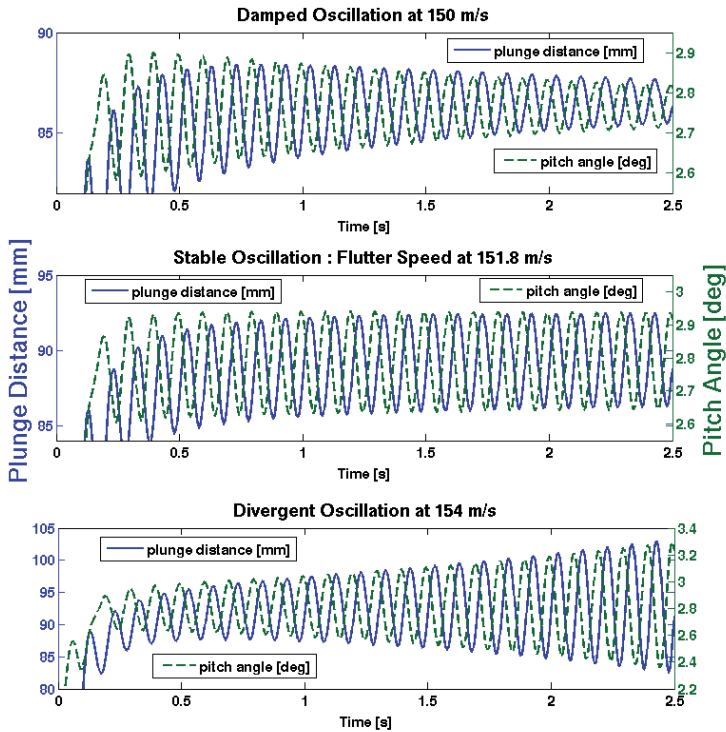 Damped Oscillation at 150 m/s
90
85
plunge distance [mm]
pitch angle [deg]
2.9
2.8
2.7
2.6
0 0.5 1 1.5 2 2.5
Time [s]
Plunge Distance [mm]
Pitch Angle [deg]
Stable Oscillation : Flutter Speed at 151.8 m/s
95
90
85
plunge distance [mm]
pitch angle [deg]
3
2.9
2.8
2.7
2.6
0 0.5 1 1.5 2 2.5
Time [s]
Divergent Oscillation at 154 m/s
105
100
95
90
85
80
plunge distance [mm]
pitch angle [deg]
3.4
3.2
3
2.8
2.6
2.4
2.2
0 0.5 1 1.5 2 2.5
Time [s]